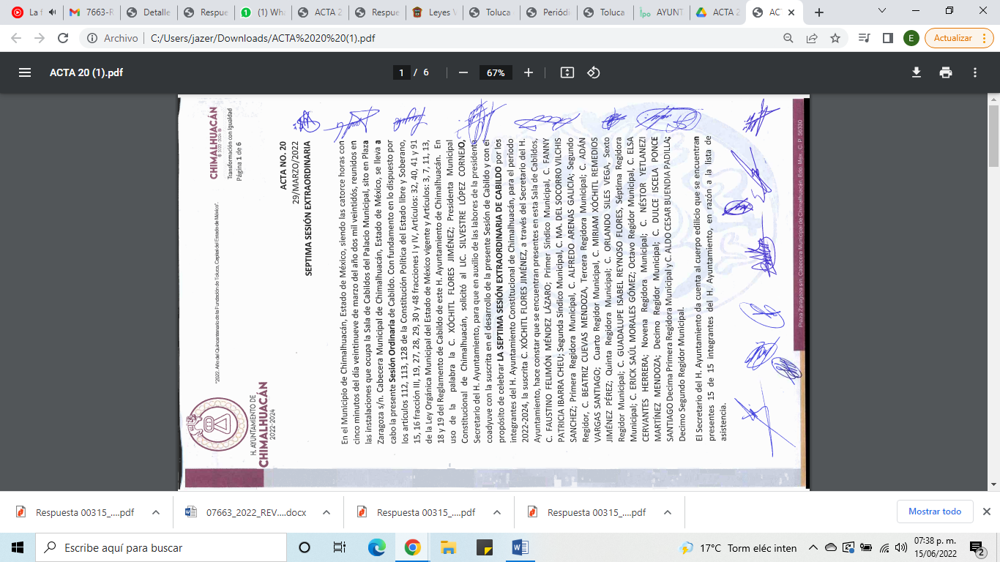 La f
7663-R
Detalle
Respue
(1) Wha
ACTA 2
Respue
Leyes V
Toluca
Periódi
Toluca
AYUNT
ACTA 2
AC
Archivo C:/Users/jazer/Downloads/ACTA%2020%20(1).pdf
E
Actualizar
ACTA 20 (1).pdf
1 / 6
67%
H. AYUNTAMIENTO DE
CHIMALHUACÁN
2022-2024
"2022. Año del Quincentenario de la Fundación de Toluca, Capital del Estado de México".
CHIMALHUACÁN
2022-2024
Transformación con Igualdad
Página 1 de 6
ACTA NO. 20
29/MARZO/2022
SEPTIMA SESIÓN EXTRAORDINARIA
En el Municipio de Chimalhuacán, Estado de México, siendo las catorce horas con
cinco minutos del día veintinueve de marzo del año dos mil veintidós, reunidos en
las instalaciones que ocupa la Sala de Cabildos del Palacio Municipal, sito en Plaza
Zaragoza s/n. Cabecera Municipal de Chimalhuacán, Estado de México, se lleva a
cabo la presente Sesión Ordinaria de Cabildo. Con fundamento en lo dispuesto por
los artículos 112, 113, 128 de la Constitución Política del Estado libre y Soberano,
15, 16 fracción III, 19, 27, 28, 29, 30 y 48 fracciones I y IV, Artículos: 32, 40, 41 y 91
de la Ley Orgánica Municipal del Estado de México vigente y Artículos: 3, 7, 11, 13,
18 y 19 del Reglamento de Cabildo de este H. Ayuntamiento de Chimalhuacán. En
uso de la palabra la C. XÓCHITL FLORES JIMÉNEZ; Presidenta Municipal
Constitucional de Chimalhuacán, solicitó al LIC. SILVESTRE LÓPEZ CORNEJO,
Secretario del H. Ayuntamiento, para que en auxilio de las labores de la presidenta
coadyuve con la suscrita en el desarrollo de la presente Sesión de Cabildo y con el
propósito de celebrar LA SEPTIMA SESIÓN EXTRAORDINARIA DE CABILDO por los
integrantes del H. Ayuntamiento Constitucional de Chimalhuacán, para el periodo
2022-2024, la suscrita C. XÓCHITL FLORES JIMÉNEZ, a través del Secretario del H.
Ayuntamiento, hace constar que se encuentran presentes en esta Sala de Cabildos,
C. FAUSTINO FELIMÓN MÉNDEZ LÁZARO; Primer Síndico Municipal, C. FANNY
PATRICIA IBARRA CHEU; Segunda Síndico Municipal, C. MA. DEL SOCORRO VILCHIS
SANCHEZ; Primera Regidora Municipal, C. ALFREDO ARENAS GALICIA; Segundo
Regidor, C. BEATRIZ CUEVAS MENDOZA, Tercera Regidora Municipal; C. ADÁN
VARGAS SANTIAGO; Cuarto Regidor Municipal, C. MIRIAM XÓCHITL REMEDIOS
JIMÉNEZ PÉREZ; Quinta Regidora Municipal; C. ORLANDO SILES VEGA, Sexto
Regidor Municipal; C. GUADALUPE ISABEL REYNOSO FLORES, Séptima Regidora
Municipal; C. ERICK SAÚL MORALES GÓMEZ; Octavo Regidor Municipal, C. ELSA
CERVANTES HERRERA; Novena Regidora Municipal; C. NÉSTOR YETLANEZI
MARTÍNEZ MENDOZA; Decimo Regidor Municipal; C. DULCE ISCELA PONCE
SANTIAGO Decima Primera Regidora Municipal y C. ALDO CESAR BUENDIA PADILLA;
Decimo Segundo Regidor Municipal.
El Secretario del H. Ayuntamiento da cuenta al cuerpo edilicio que se encuentran
presentes 15 de 15 integrantes del H. Ayuntamiento, en razón a la lista de
asistencia.
Plaza Zaragoza s/n, Cabecera Municipal de Chimalhuacán, Edo. Méx., C. P. 56330
Respuesta 00315_....pdf
07663_2022_REV....docx
Respuesta 00315_....pdf
Respuesta 00315_....pdf
Mostrar todo
Escribe aquí para buscar
17°C Torm eléc inten
07:38 p. m.
15/06/2022
2